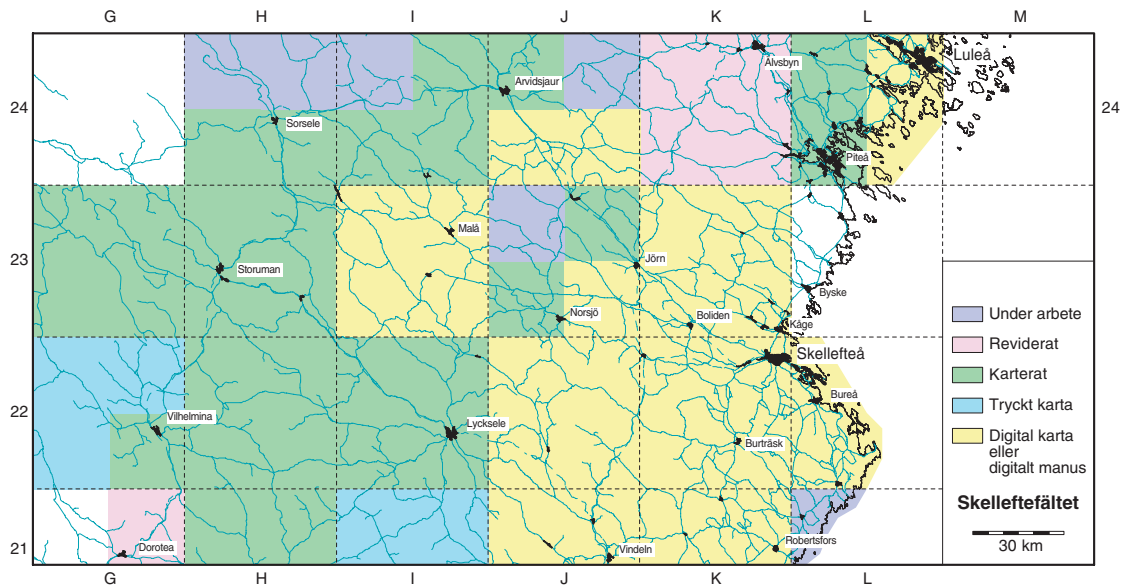 G H I J K L M
24
24
Luleå
Älvsbyn
Arvidsjaur
Sorsele
Piteå
Malå
23
23
Storuman
Jörn
Byske
Norsjö
Boliden
Kåge
Under arbete
Skellefteå
Reviderat
Karterat
Bureå
22
22
Vilhelmina
Lycksele
Tryckt karta
Burträsk
Digital karta
eller
digitalt manus
Skelleftefältet
30 km
21
21
Dorotea
Vindeln
Robertsfors
G H I J K L